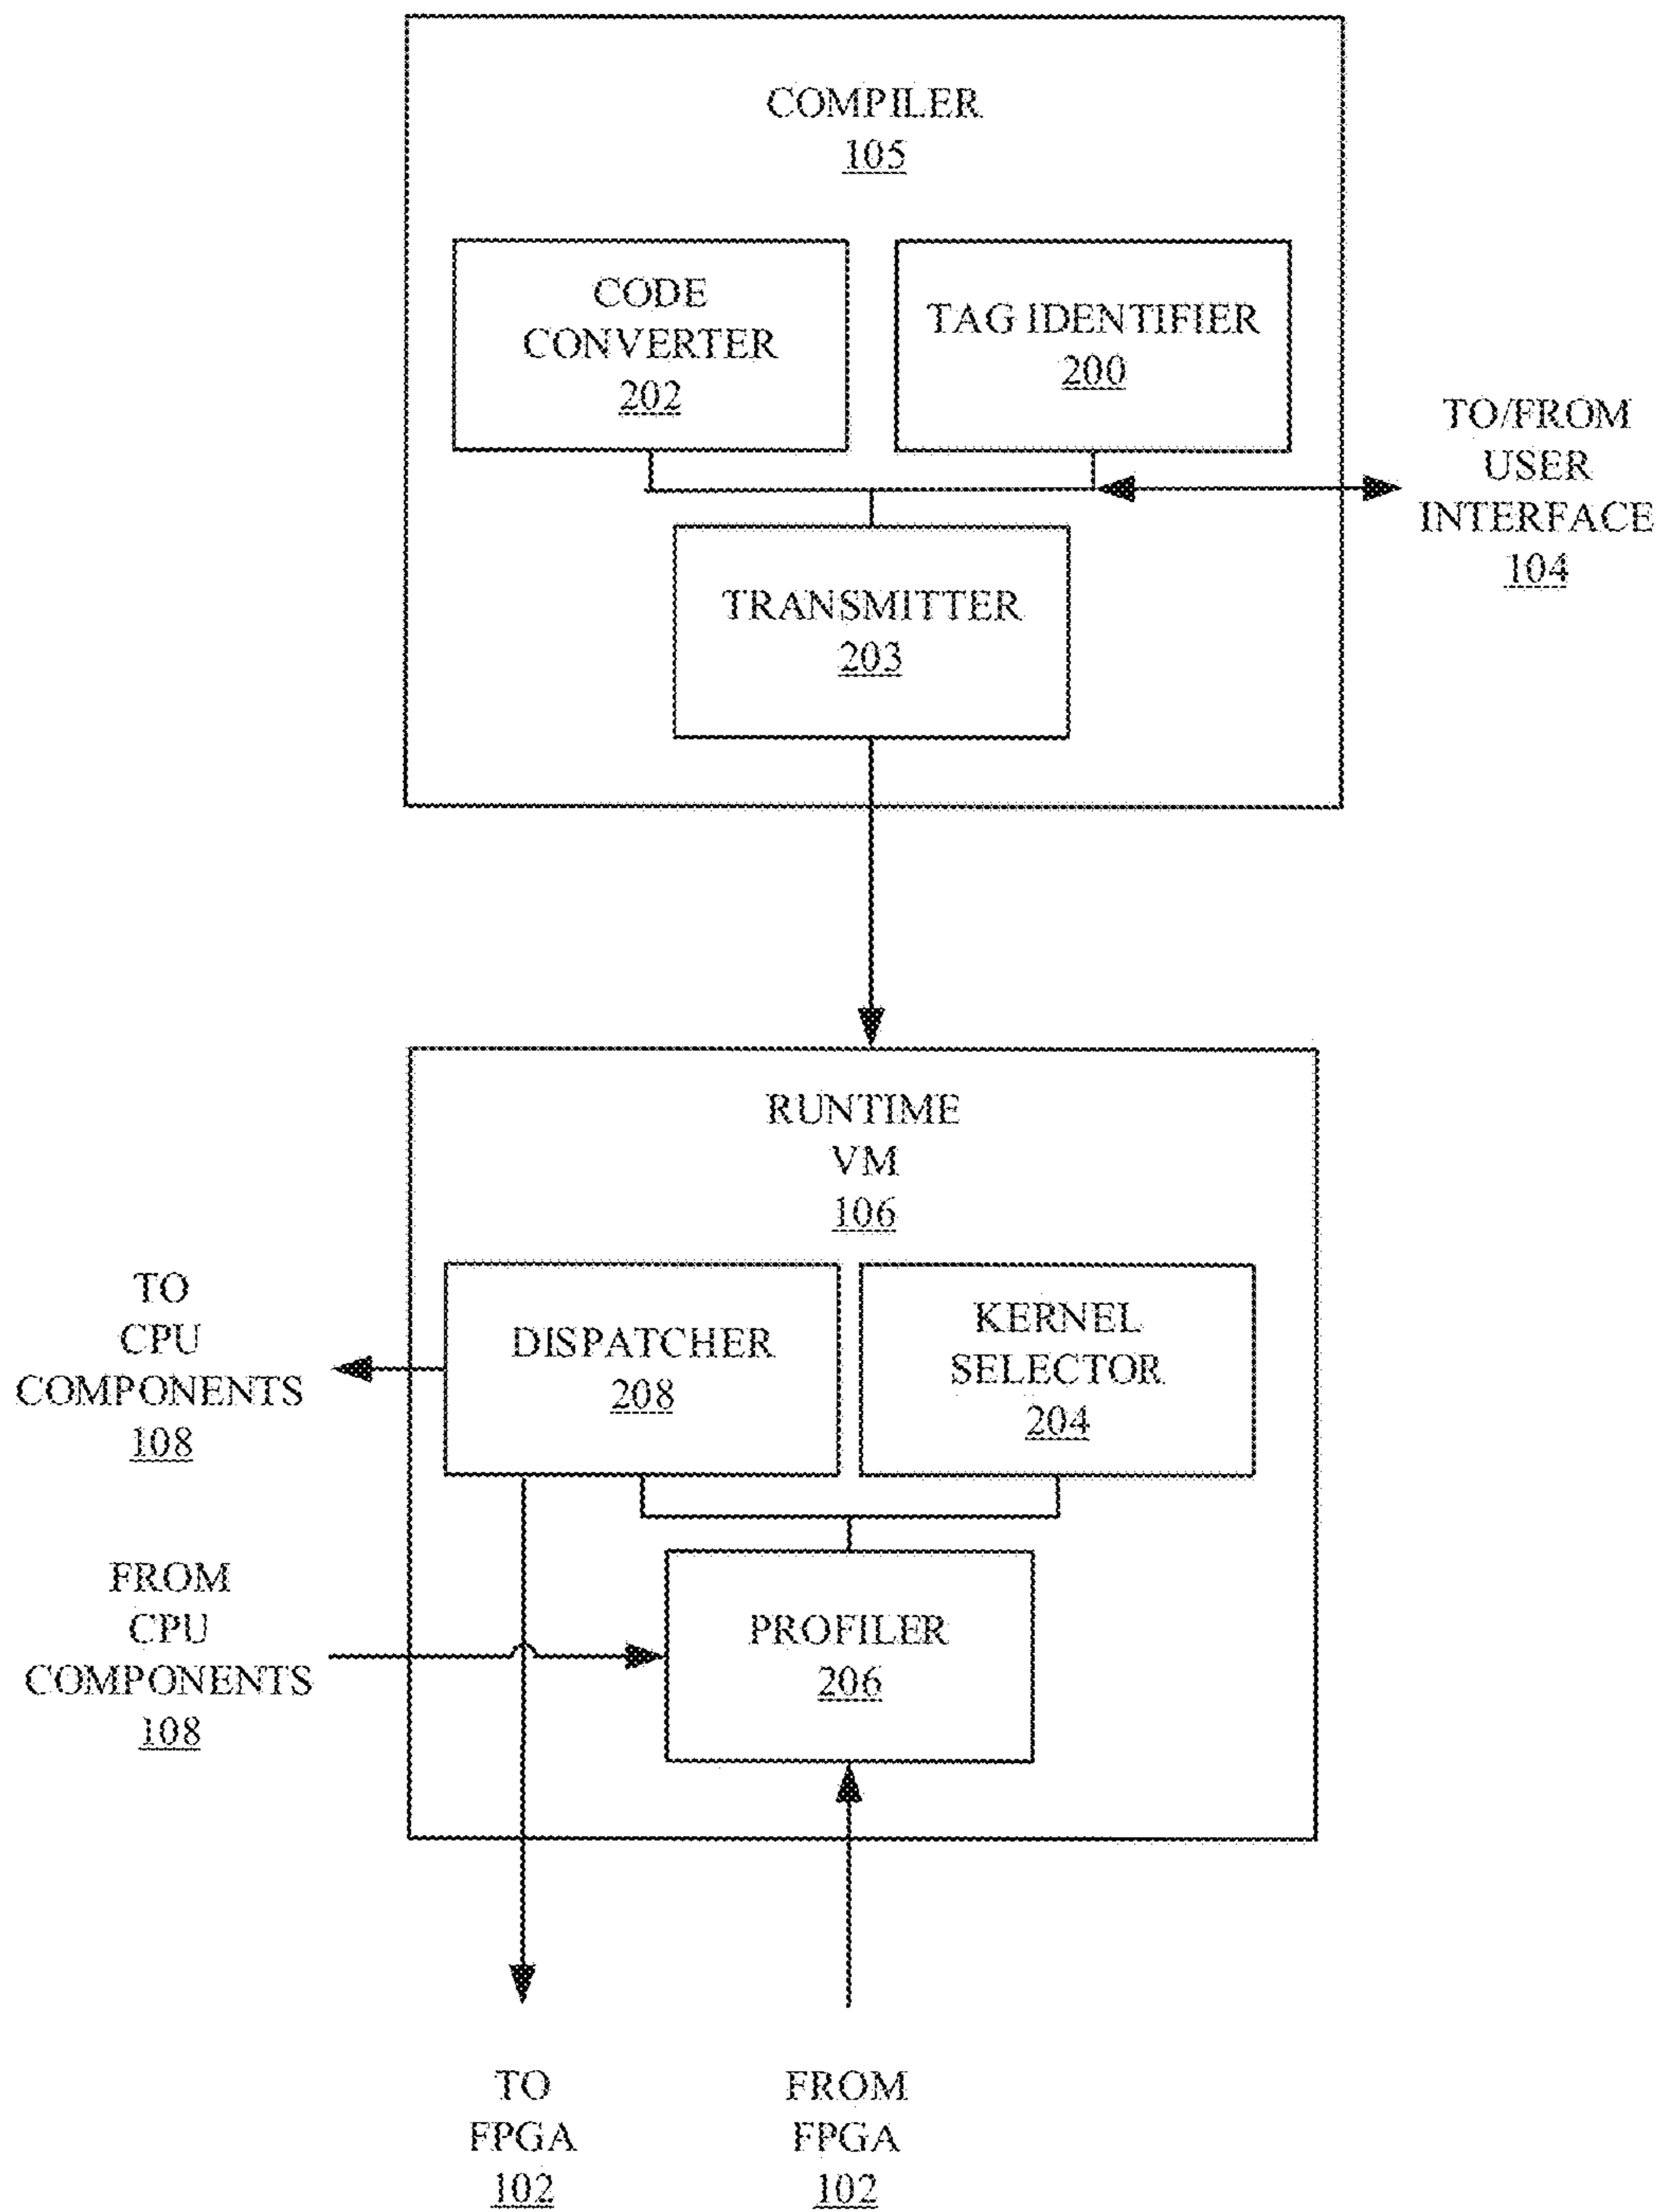 COMPILER
105
CODE
CONVERTER
202
TAG IDENTIFIER
200
TO/FROM
USER
INTERFACE
104
TRANSMITTER
203
RUNTIME
VM
106
TO
CPU
COMPONENTS
108
DISPATCHER
208
KERNEL
SELECTOR
204
FROM
CPU
COMPONENTS
108
PROFILER
206
TO
FPGA
102
FROM
FPGA
102